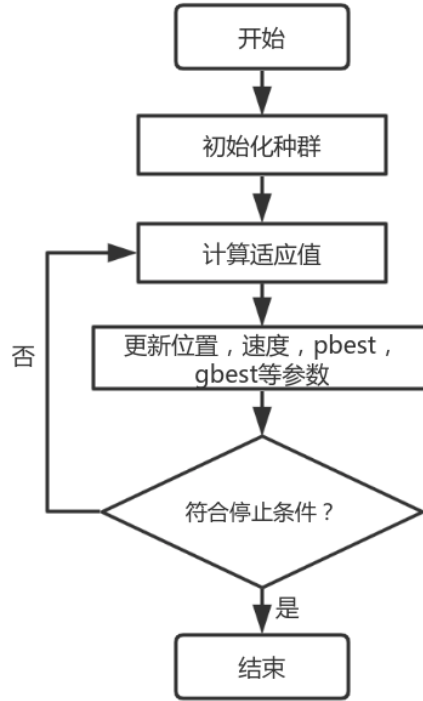 开始
初始化种群
计算适应值
否
更新位置，速度，pbest，
gbest等参数
符合停止条件？
是
结束